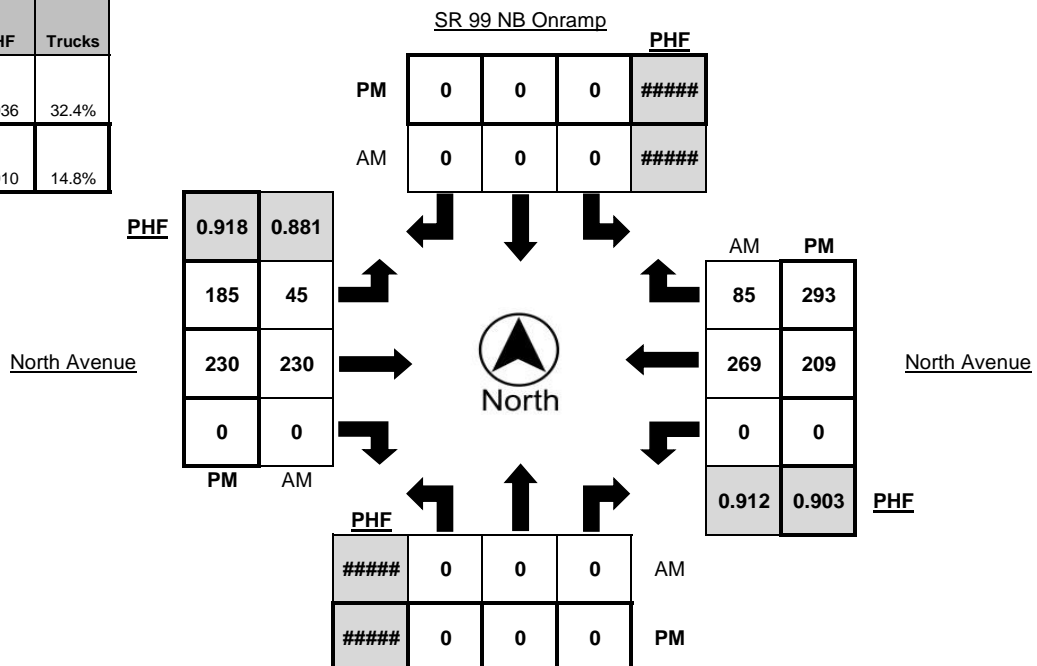 Trucks
32.4%
14.8%
SR 99 NB Onramp
PHF
PM 0 0 0 #####
AM 0 0 0 #####
PHF 0.918 0.881
185 45
North Avenue 230 230
0 0
PM AM
North
AM PM
85 293
269 209 North Avenue
0 0
0.912 0.903 PHF
PHF
##### 0 0 0 AM
##### 0 0 0 PM